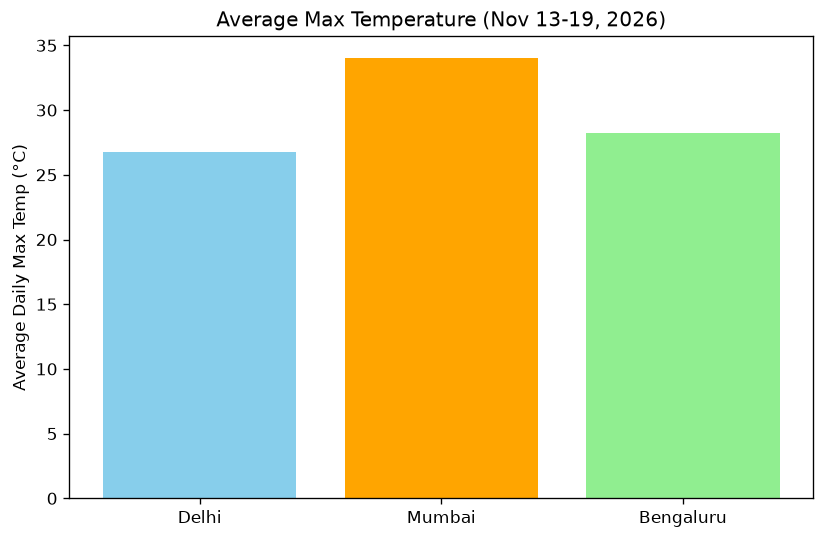 Average Max Temperature (Nov 13-19, 2026)
Average Daily Max Temp (°C)
35
30
25
20
15
10
5
0
Delhi
Mumbai
Bengaluru